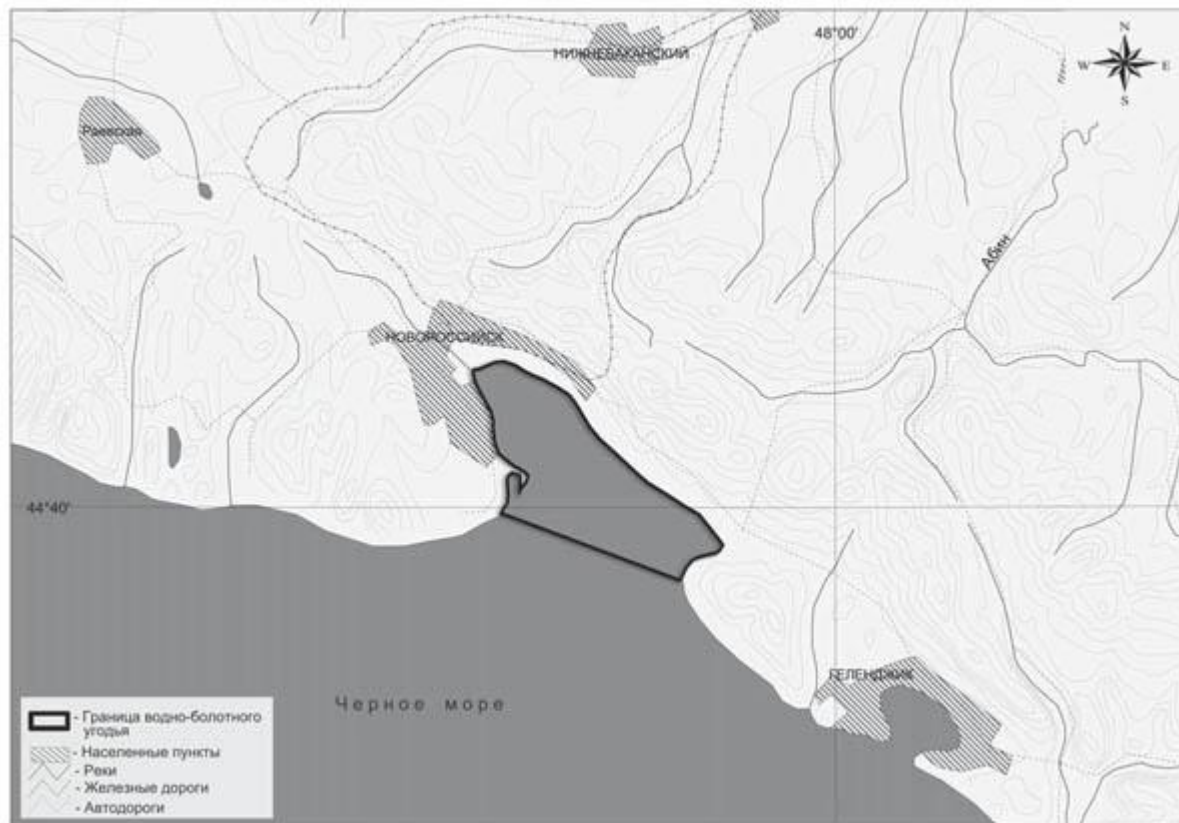 НИЖНЕБАКАНСКИЙ
48°00'
N
W E
S
Раевская
Абин
НОВОРОССИЙСК
44°40'
ГЕЛЕНДЖИК
Черное море
- Граница водно-болотного
угодья
- Населенные пункты
- Реки
- Железные дороги
- Автодороги